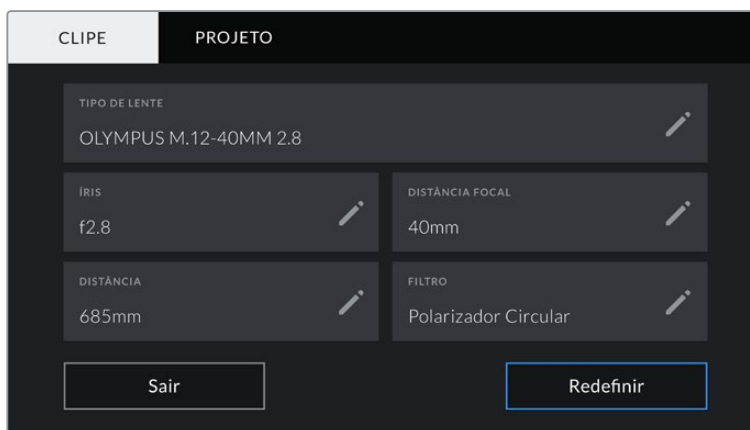 CLIPE PROJETO
TIPO DE LENTE
OLYMPUS M.12-40MM 2.8
ÍRIS
f2.8
DISTÂNCIA FOCAL
40mm
DISTÂNCIA
685mm
FILTRO
Polarizador Circular
Sair Redefinir